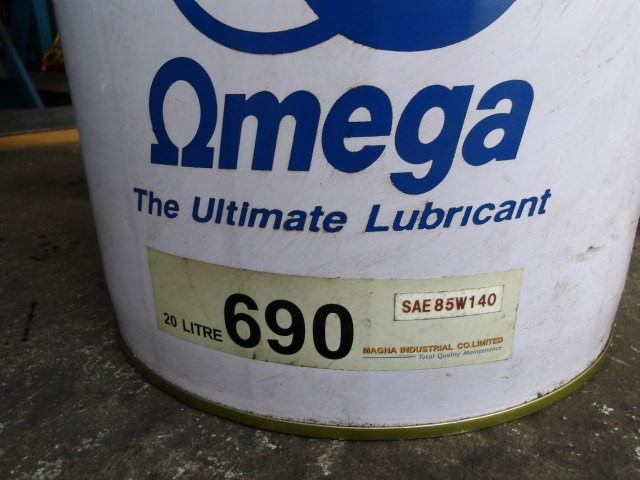 Ωmega
The Ultimate Lubricant
20 LITRE 690 SAE 85W140
MAGNA INDUSTRIAL CO.LIMITED
Total Quality Maintenance